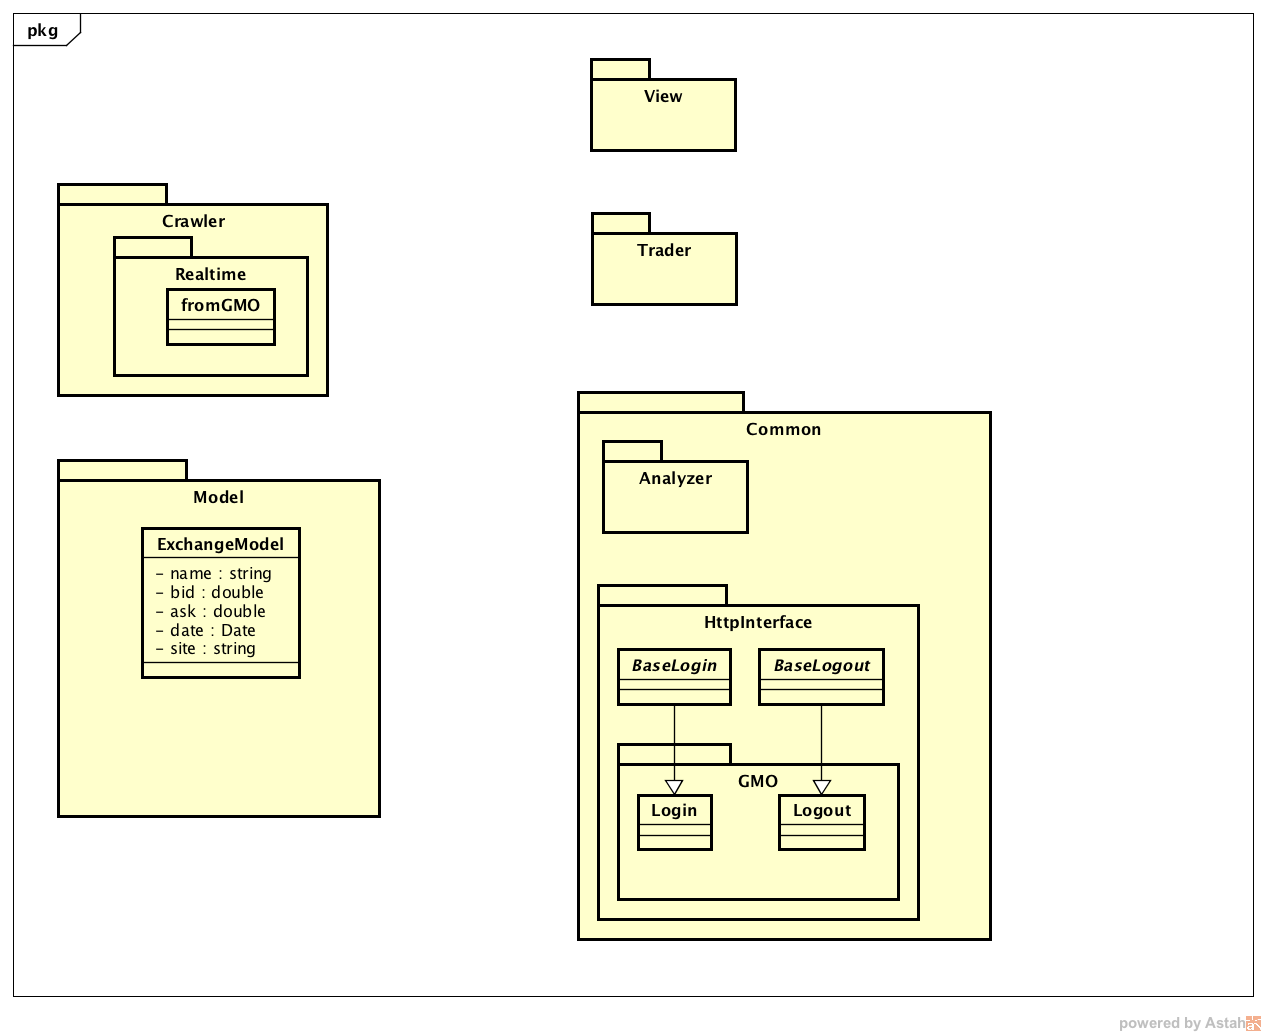 pkg
View
Crawler
Realtime
fromGMO
Trader
Model
ExchangeModel
- name : string
- bid : double
- ask : double
- date : Date
- site : string
Common
Analyzer
HttpInterface
BaseLogin
BaseLogout
GMO
Login
Logout
powered by Astah